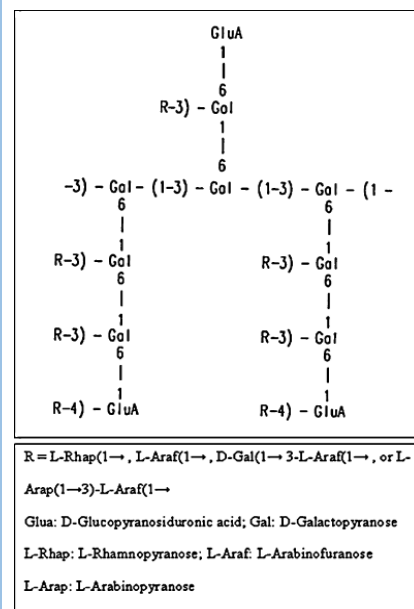 GluA
1
|
6
R-3) - Gal
1
|
6
-3) - Gal - (1-3) - Gal - (1-3) - Gal - (1 -
6 6
| |
1 1
R-3) - Gal R-3) - Gal
6 6
| |
1 1
R-3) - Gal R-3) - Gal
6 6
| |
1 1
R-4) - GluA R-4) - GluA
R = L-Rhap(1→ , L-Araf(1→ , D-Gal(1→ 3-L-Araf(1→ , or L-
Arap(1→3)-L-Araf(1→
Glua: D-Glucopyranosiduronic acid; Gal: D-Galactopyranose
L-Rhap: L-Rhamnopyranose; L-Araf: L-Arabinofuranose
L-Arap: L-Arabinopyranose